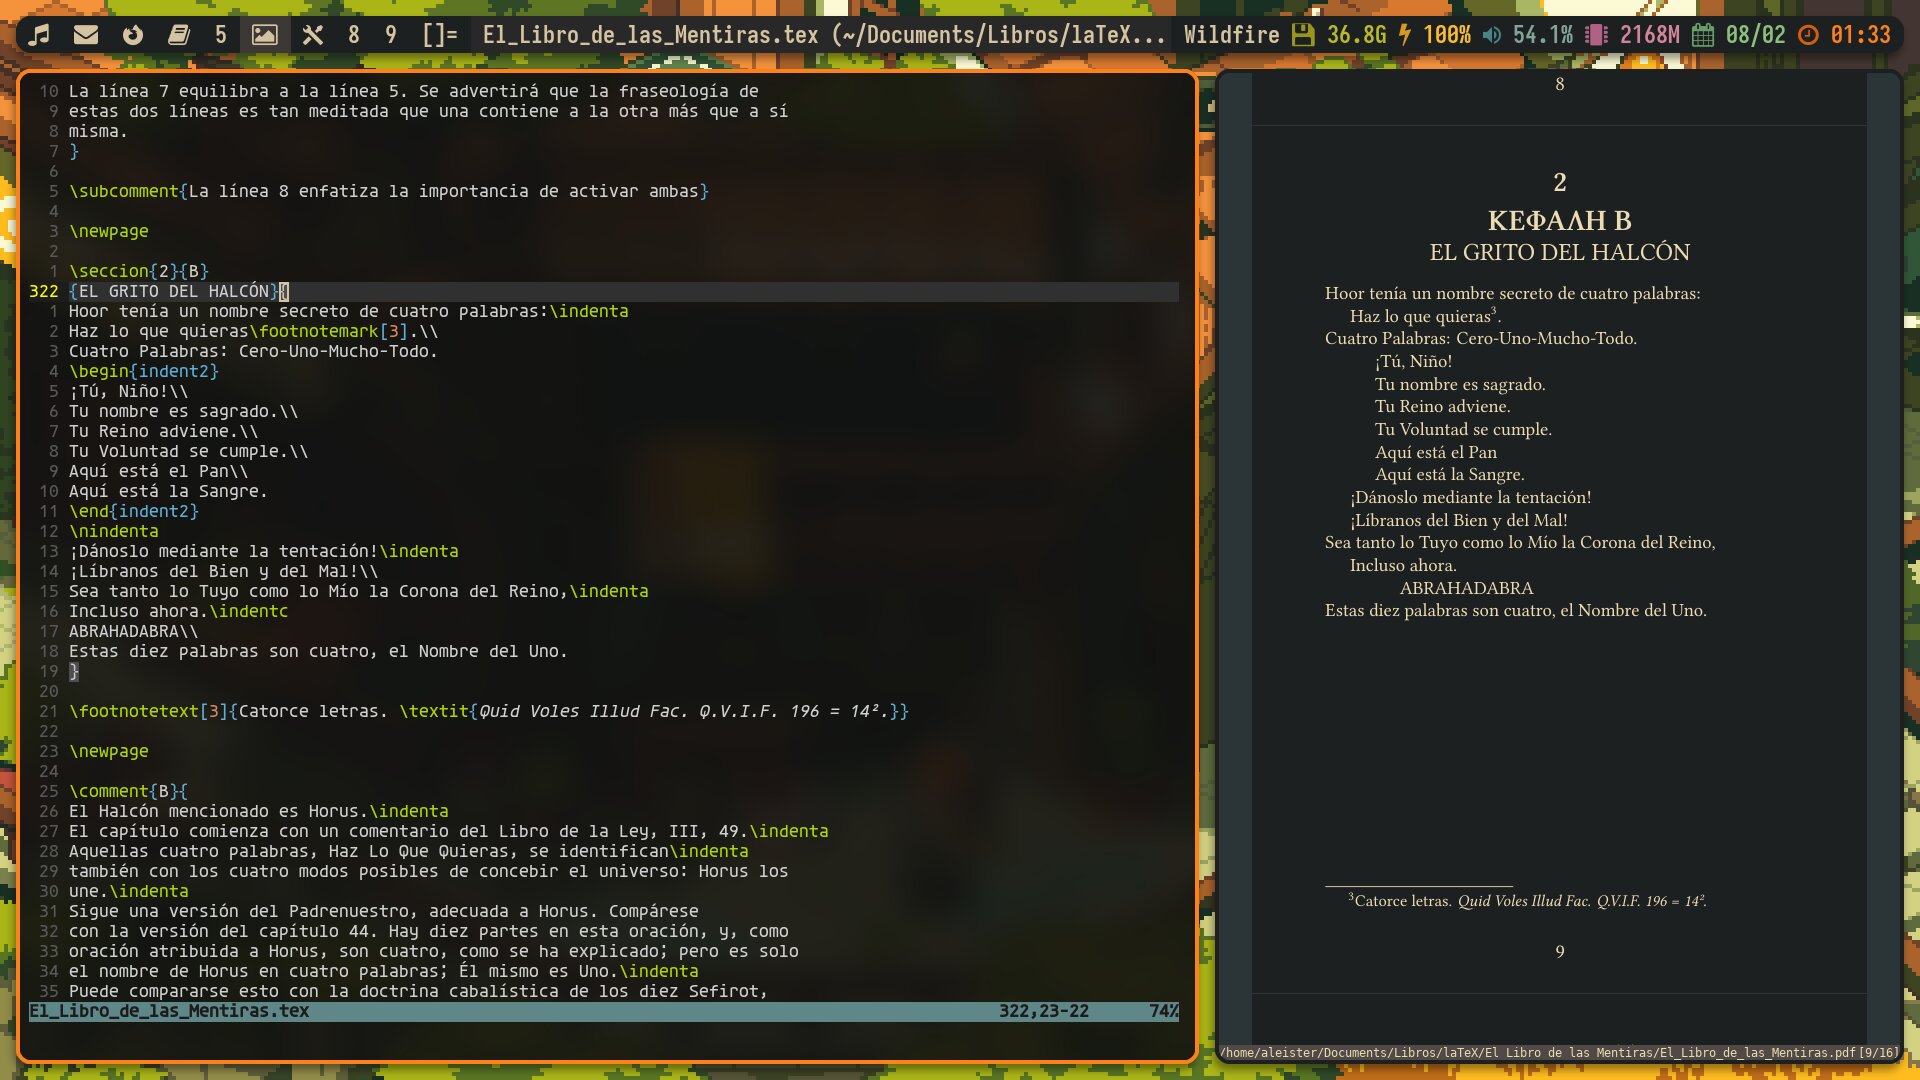 5 8 9 []= El_Libro_de_las_Mentiras.tex (~/Documents/Libros/laTeX... Wildfire 36.8G 100% 54.1% 2168M 08/02 01:33
10 La línea 7 equilibra a la línea 5. Se advertirá que la fraseología de
9 estas dos líneas es tan meditada que una contiene a la otra más que a sí
8 misma.
7 }
6
5 \subcomment{La línea 8 enfatiza la importancia de activar ambas}
4
3 \newpage
2
1 \seccion{2}{B}
322 {EL GRITO DEL HALCÓN}{
1 Hoor tenía un nombre secreto de cuatro palabras:\indenta
2 Haz lo que quieras\footnotemark[3].\\
3 Cuatro Palabras: Cero-Uno-Mucho-Todo.
4 \begin{indent2}
5 ¡Tú, Niño!\\
6 Tu nombre es sagrado.\\
7 Tu Reino adviene.\\
8 Tu Voluntad se cumple.\\
9 Aquí está el Pan\\
10 Aquí está la Sangre.
11 \end{indent2}
12 \nindenta
13 ¡Dánoslo mediante la tentación!\indenta
14 ¡Líbranos del Bien y del Mal!\\
15 Sea tanto lo Tuyo como lo Mío la Corona del Reino,\indenta
16 Incluso ahora.\indentc
17 ABRAHADABRA\\
18 Estas diez palabras son cuatro, el Nombre del Uno.
19 }
20
21 \footnotetext[3]{Catorce letras. \textit{Quid Voles Illud Fac. Q.V.I.F. 196 = 14².}}
22
23 \newpage
24
25 \comment{B}{
26 El Halcón mencionado es Horus.\indenta
27 El capítulo comienza con un comentario del Libro de la Ley, III, 49.\indenta
28 Aquellas cuatro palabras, Haz Lo Que Quieras, se identifican\indenta
29 también con los cuatro modos posibles de concebir el universo: Horus los
30 une.\indenta
31 Sigue una versión del Padrenuestro, adecuada a Horus. Compárese
32 con la versión del capítulo 44. Hay diez partes en esta oración, y, como
33 oración atribuida a Horus, son cuatro, como se ha explicado; pero es solo
34 el nombre de Horus en cuatro palabras; Él mismo es Uno.\indenta
35 Puede compararse esto con la doctrina cabalística de los diez Sefirot,
El_Libro_de_las_Mentiras.tex 322,23-22 74%
8
2
ΚΕΦΑΛΗ Β
EL GRITO DEL HALCÓN
Hoor tenía un nombre secreto de cuatro palabras:
Haz lo que quieras³.
Cuatro Palabras: Cero-Uno-Mucho-Todo.
¡Tú, Niño!
Tu nombre es sagrado.
Tu Reino adviene.
Tu Voluntad se cumple.
Aquí está el Pan
Aquí está la Sangre.
¡Dánoslo mediante la tentación!
¡Líbranos del Bien y del Mal!
Sea tanto lo Tuyo como lo Mío la Corona del Reino,
Incluso ahora.
ABRAHADABRA
Estas diez palabras son cuatro, el Nombre del Uno.
³Catorce letras. Quid Voles Illud Fac. Q.V.I.F. 196 = 14².
9
/home/aleister/Documents/Libros/laTeX/El Libro de las Mentiras/El_Libro_de_las_Mentiras.pdf [9/16]